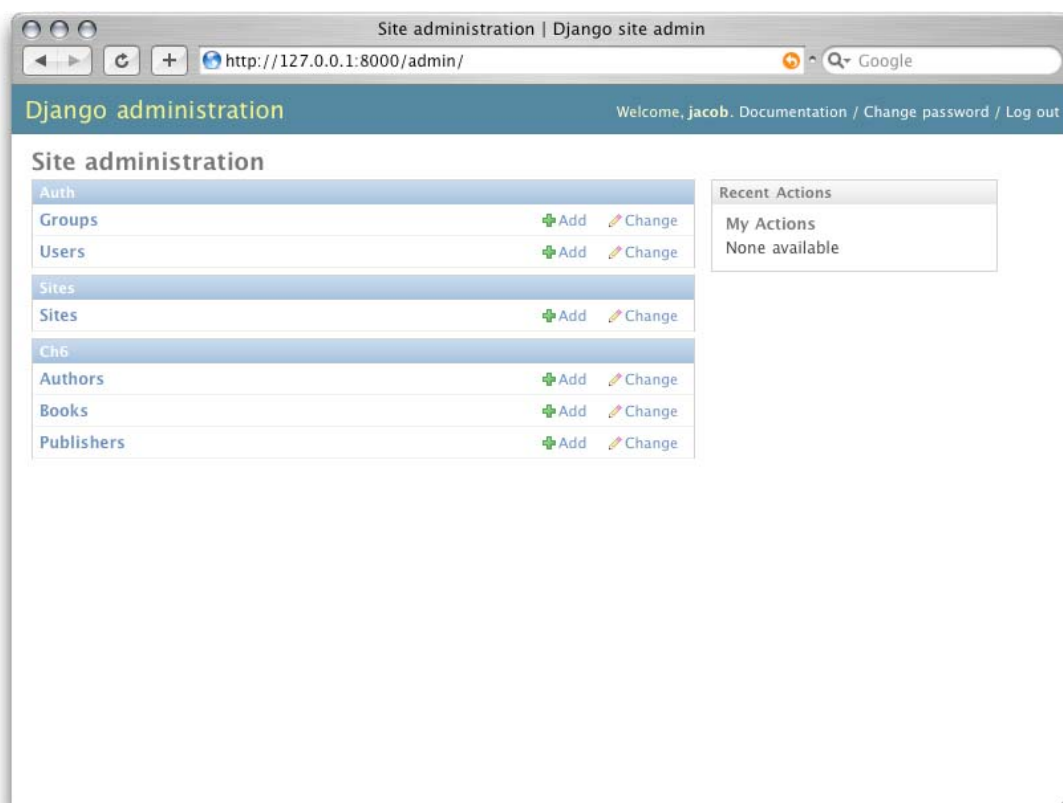 Site administration | Django site admin
http://127.0.0.1:8000/admin/
Google
Django administration
Welcome, jacob. Documentation / Change password / Log out
Site administration
Auth
Groups Add Change
Users Add Change
Sites
Sites Add Change
Ch6
Authors Add Change
Books Add Change
Publishers Add Change
Recent Actions
My Actions
None available